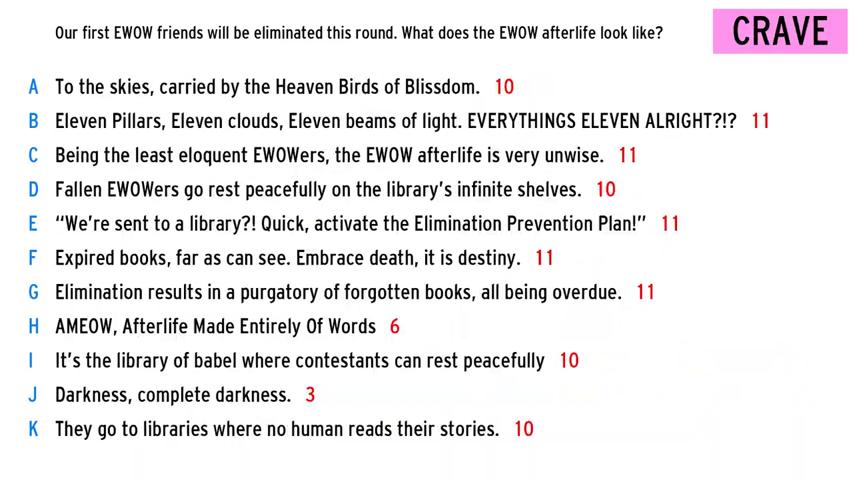 Our first EWOW friends will be eliminated this round. What does the EWOW afterlife look like?
CRAVE
A To the skies, carried by the Heaven Birds of Blissdom. 10
B Eleven Pillars, Eleven clouds, Eleven beams of light. EVERYTHINGS ELEVEN ALRIGHT?!? 11
C Being the least eloquent EWOWers, the EWOW afterlife is very unwise. 11
D Fallen EWOWers go rest peacefully on the library's infinite shelves. 10
E “We're sent to a library?! Quick, activate the Elimination Prevention Plan!” 11
F Expired books, far as can see. Embrace death, it is destiny. 11
G Elimination results in a purgatory of forgotten books, all being overdue. 11
H AMEOW, Afterlife Made Entirely Of Words 6
I It's the library of babel where contestants can rest peacefully 10
J Darkness, complete darkness. 3
K They go to libraries where no human reads their stories. 10